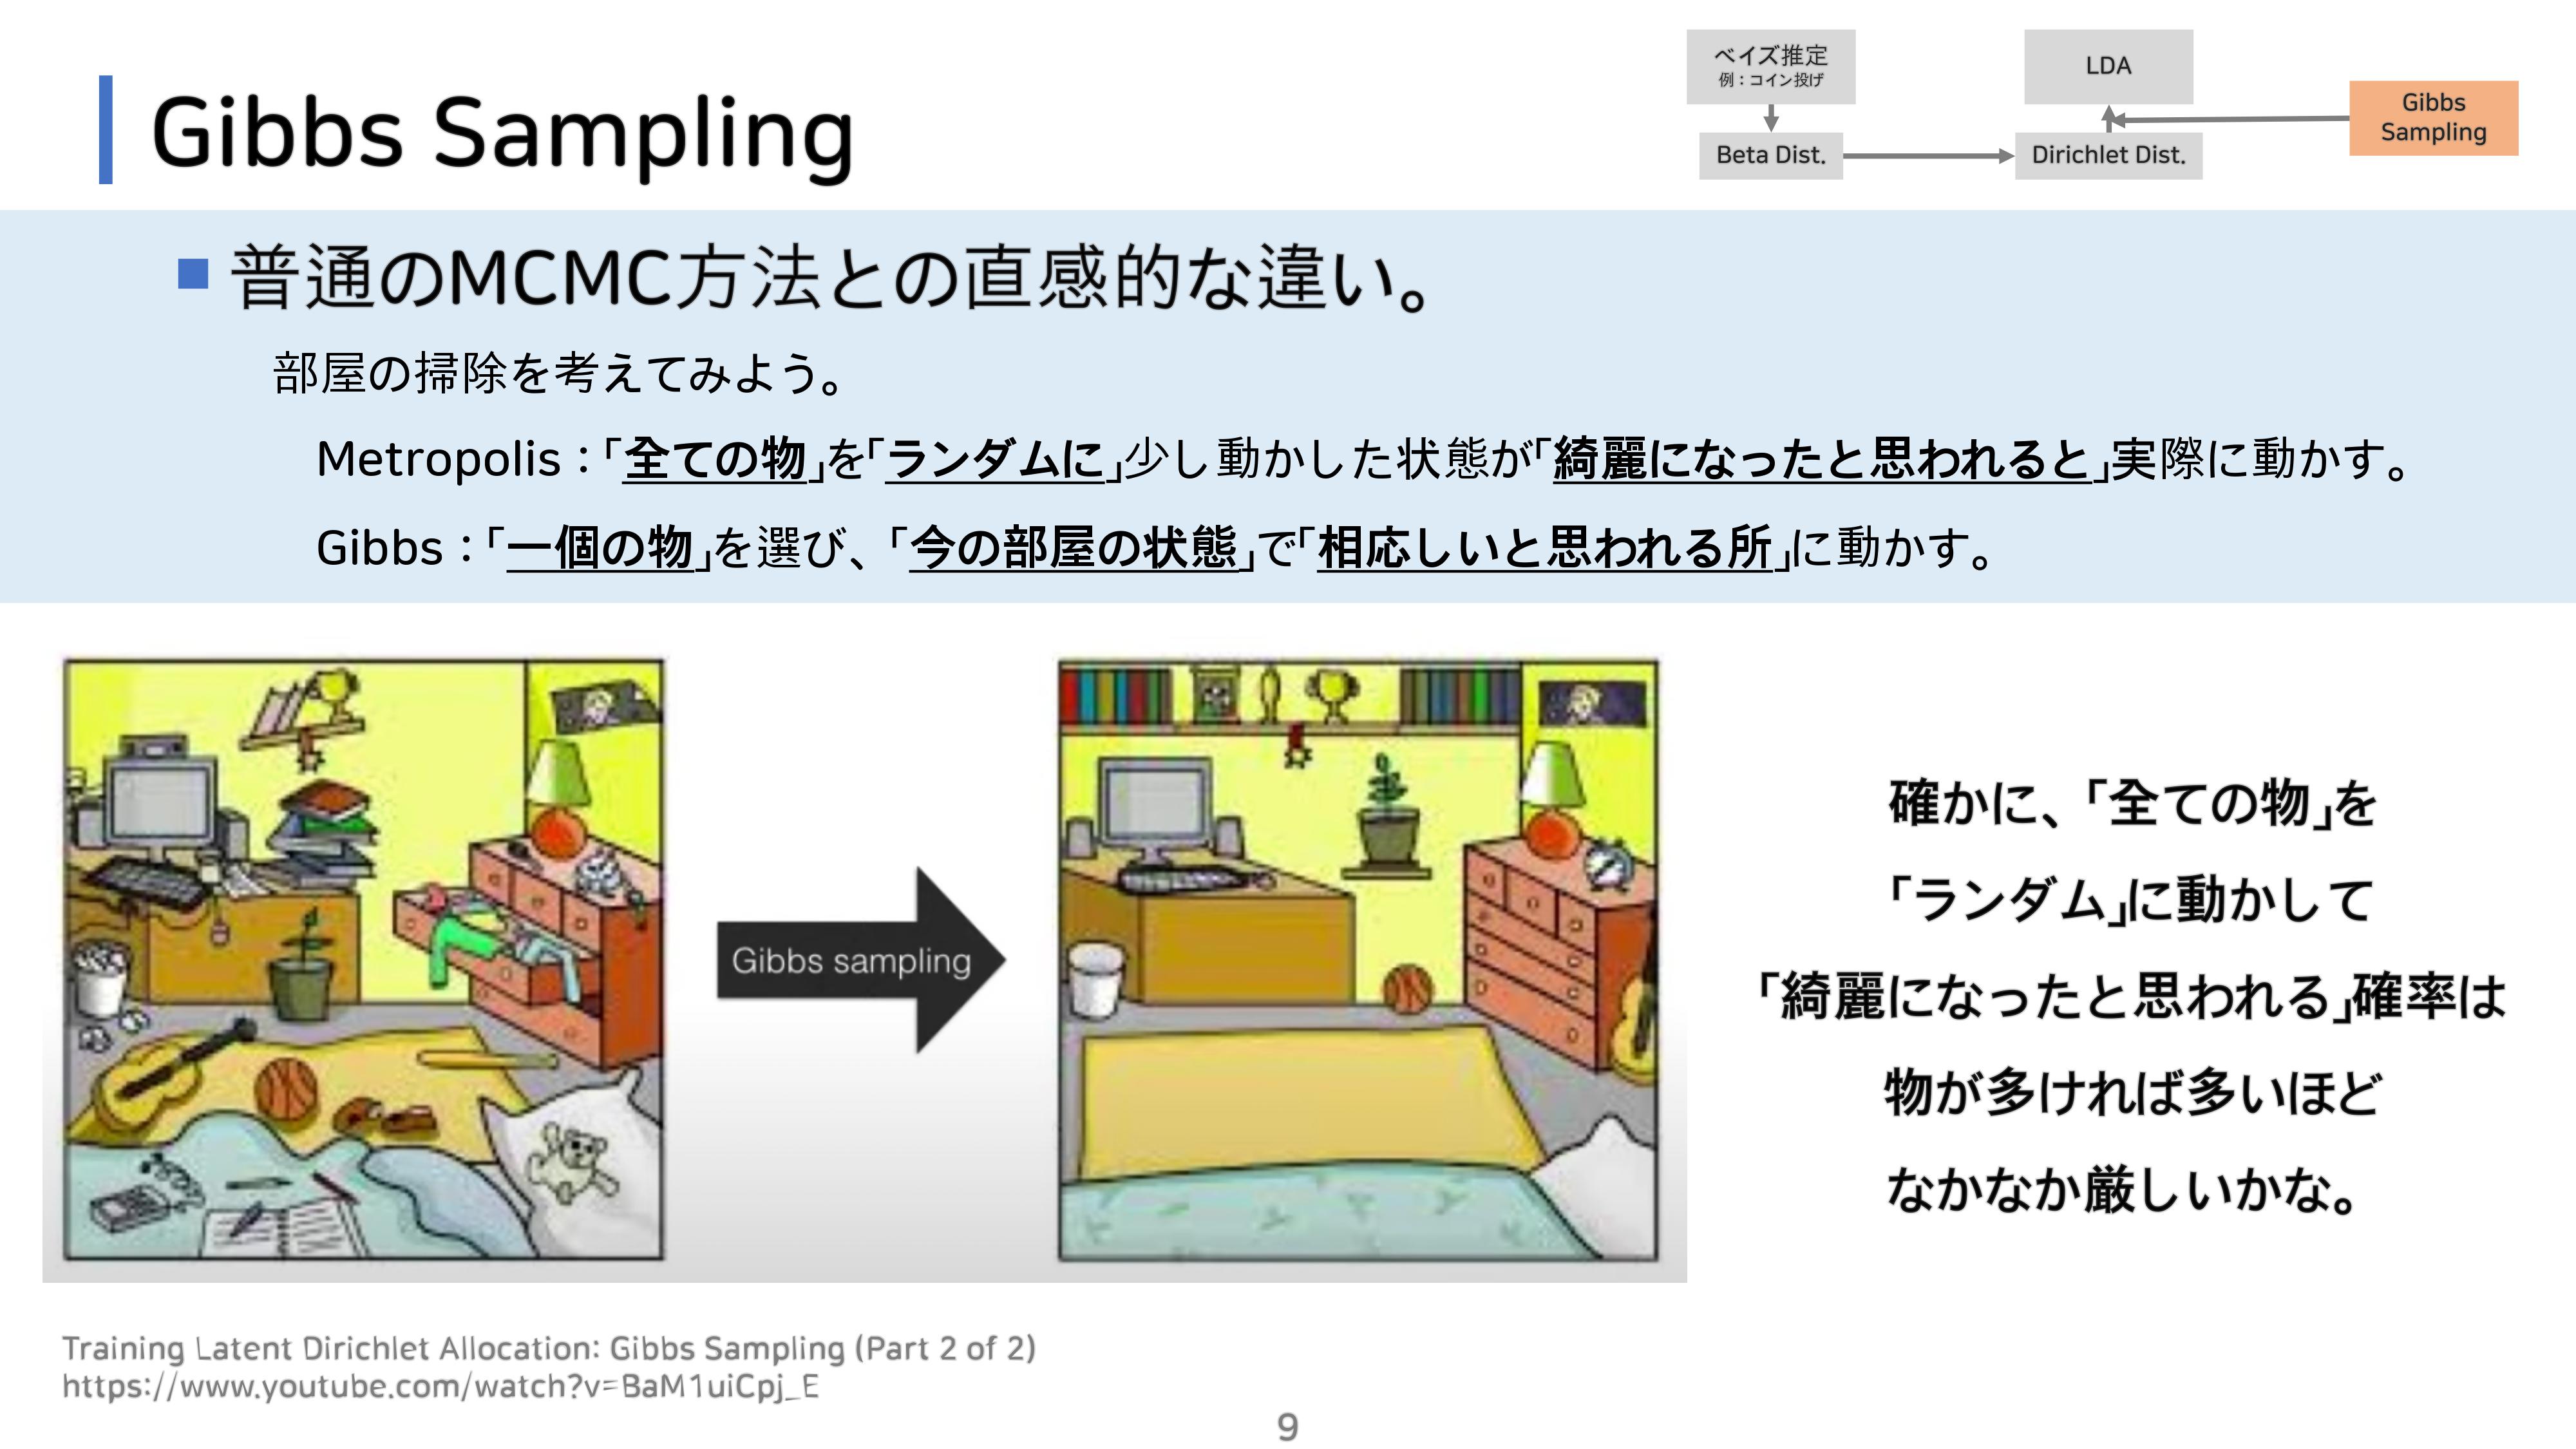 Gibbs Sampling
ベイズ推定
例：コイン投げ
LDA
Gibbs
Sampling
Beta Dist.
Dirichlet Dist.
普通のMCMC方法との直感的な違い。
部屋の掃除を考えてみよう。
Metropolis：「全ての物」を「ランダムに」少し動かした状態が「綺麗になったと思われると」実際に動かす。
Gibbs：「一個の物」を選び、「今の部屋の状態」で「相応しいと思われる所」に動かす。
Gibbs sampling
確かに、「全ての物」を
「ランダム」に動かして
「綺麗になったと思われる」確率は
物が多ければ多いほど
なかなか厳しいかな。
Training Latent Dirichlet Allocation: Gibbs Sampling (Part 2 of 2)
https://www.youtube.com/watch?v=BaM1uiCpj_E
9